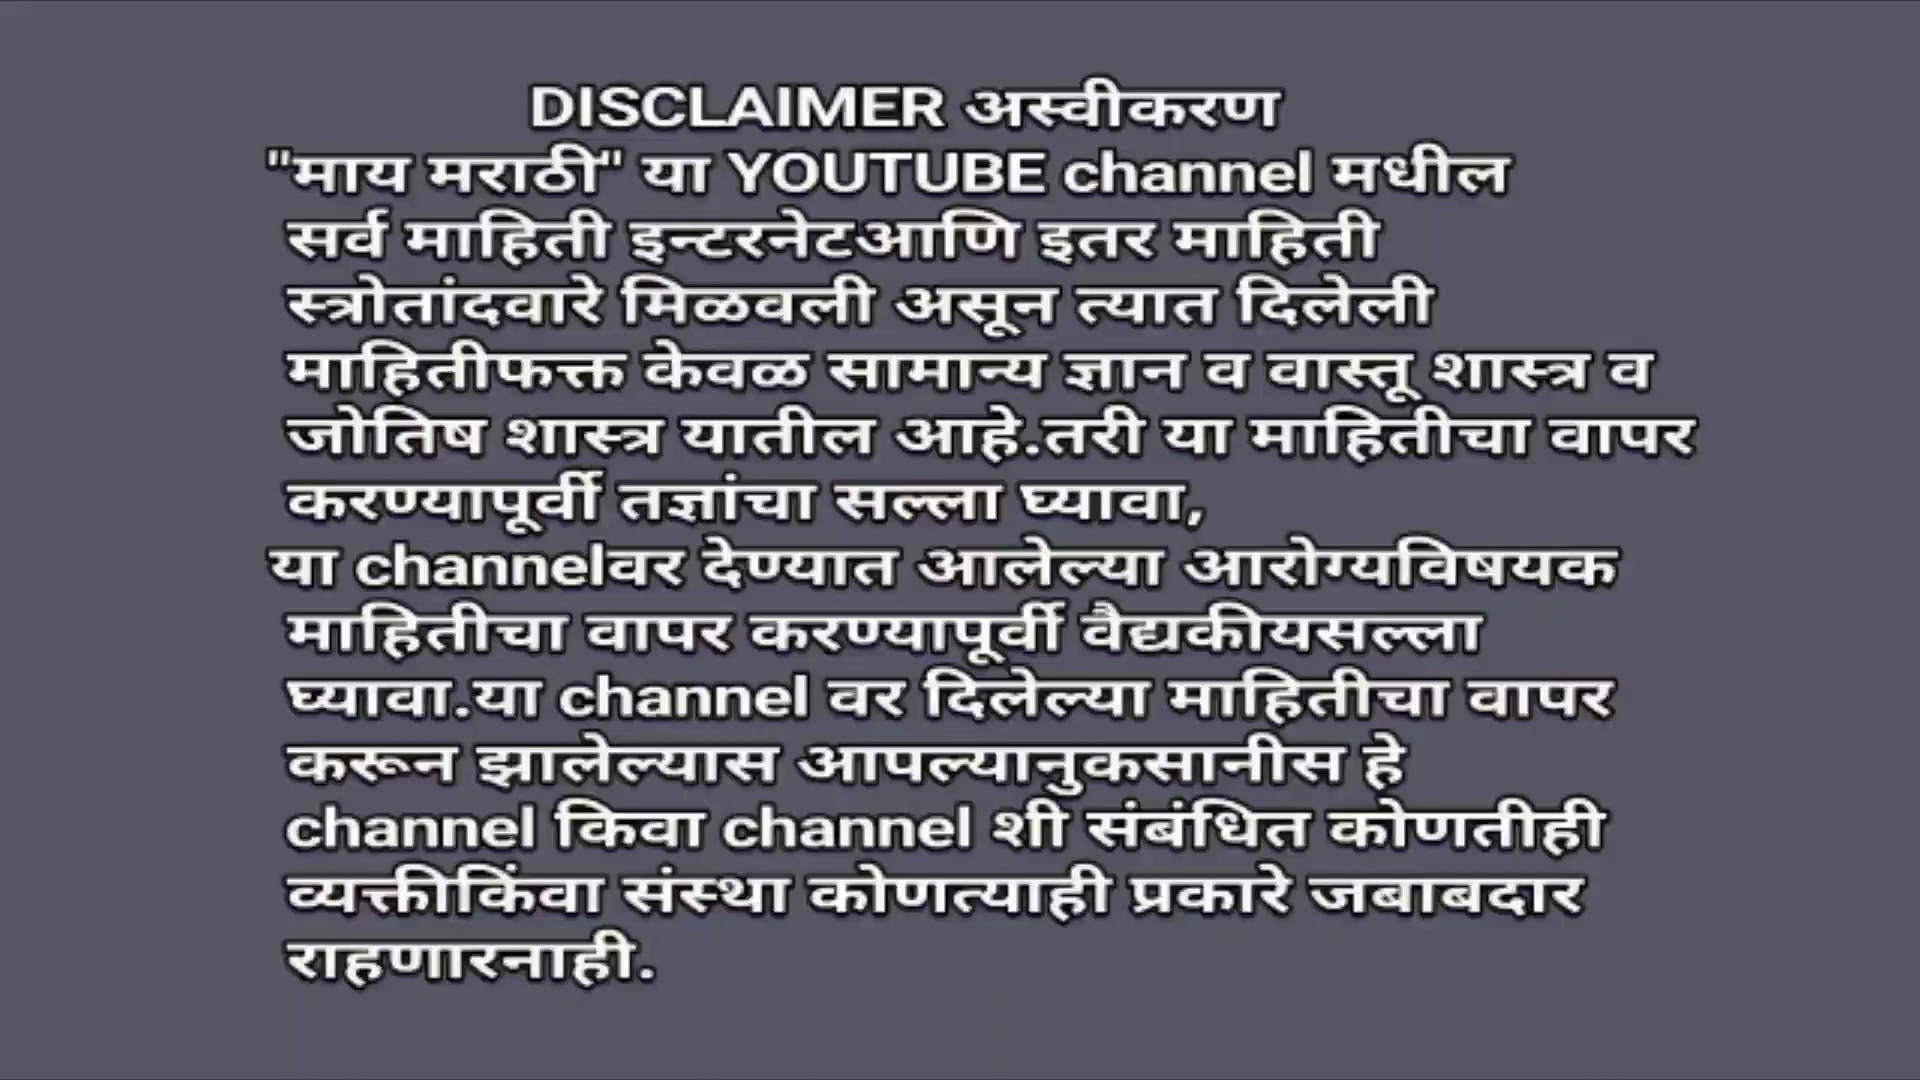 DISCLAIMER अस्वीकरण
"माय मराठी" या YOUTUBE channel मधील
सर्व माहिती इन्टरनेटआणि इतर माहिती
स्त्रोतांदवारे मिळवली असून त्यात दिलेली
माहितीफक्त केवळ सामान्य ज्ञान व वास्तू शास्त्र व
जोतिष शास्त्र यातील आहे.तरी या माहितीचा वापर
करण्यापूर्वी तज्ञांचा सल्ला घ्यावा,
या channelवर देण्यात आलेल्या आरोग्यविषयक
माहितीचा वापर करण्यापूर्वी वैद्यकीयसल्ला
घ्यावा.या channel वर दिलेल्या माहितीचा वापर
करून झालेल्यास आपल्यानुकसानीस हे
channel किवा channel शी संबंधित कोणतीही
व्यक्तीकिंवा संस्था कोणत्याही प्रकारे जबाबदार
राहणारनाही.